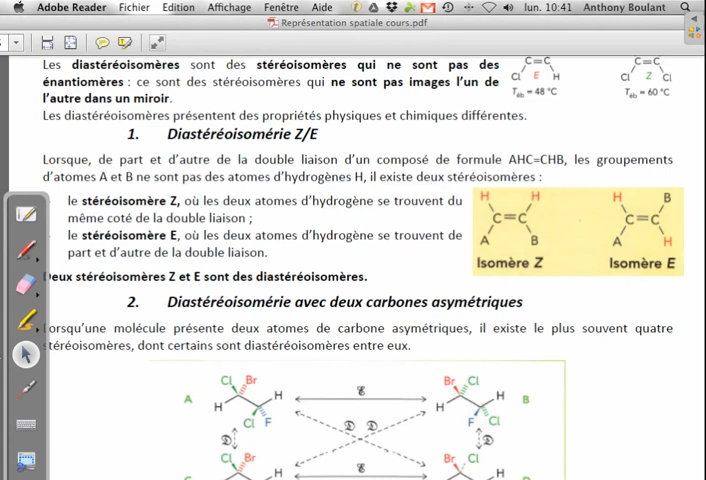 Adobe Reader Fichier Edition Affichage Fenêtre Aide lun. 10:41 Anthony Boulant
Représentation spatiale cours.pdf
Les diastéréoisomères sont des stéréoisomères qui ne sont pas des
énantiomères : ce sont des stéréoisomères qui ne sont pas images l'un de
l'autre dans un miroir.
C=C
Cl E H
Téb = 48 °C
C=C
Cl Z Cl
Téb = 60 °C
Les diastéréoisomères présentent des propriétés physiques et chimiques différentes.
1. Diastéréoisomérie Z/E
Lorsque, de part et d'autre de la double liaison d'un composé de formule AHC=CHB, les groupements
d'atomes A et B ne sont pas des atomes d'hydrogènes H, il existe deux stéréoisomères :
le stéréoisomère Z, où les deux atomes d'hydrogène se trouvent du
même coté de la double liaison ;
le stéréoisomère E, où les deux atomes d'hydrogène se trouvent de
part et d'autre de la double liaison.
H H
C=C
A B
Isomère Z
H B
C=C
A H
Isomère E
Deux stéréoisomères Z et E sont des diastéréoisomères.
2. Diastéréoisomérie avec deux carbones asymétriques
Lorsqu'une molécule présente deux atomes de carbone asymétriques, il existe le plus souvent quatre
stéréoisomères, dont certains sont diastéréoisomères entre eux.
Cl Br
A H H
Cl F
E
Br Cl
H H B
F Cl
D D D D
Cl Br
H
E
Br Cl
H